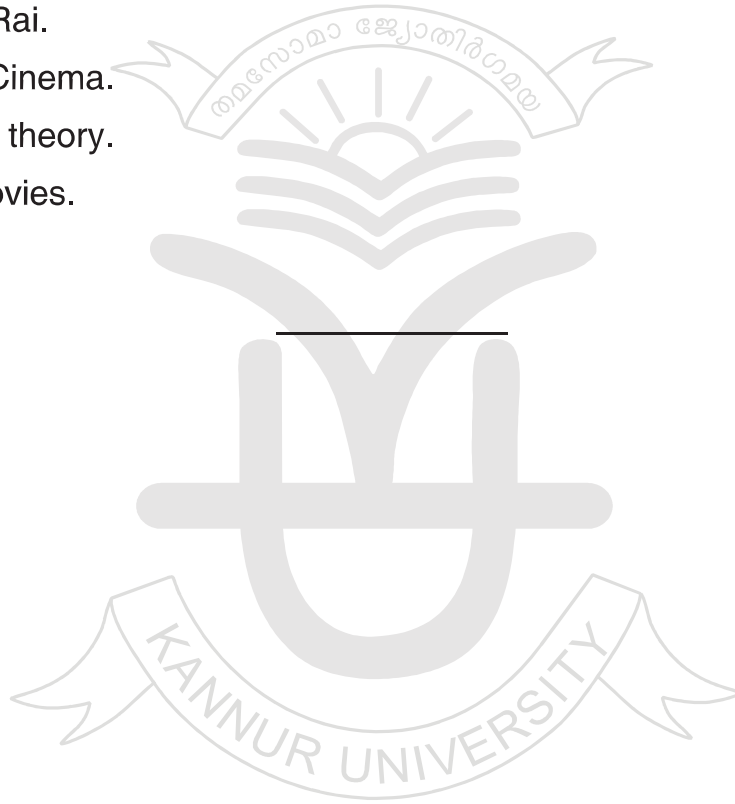 Rai.
തമസോമാ ജ്യോതിർഗമയ
Cinema.
theory.
ovies.
KANNUR UNIVERSITY